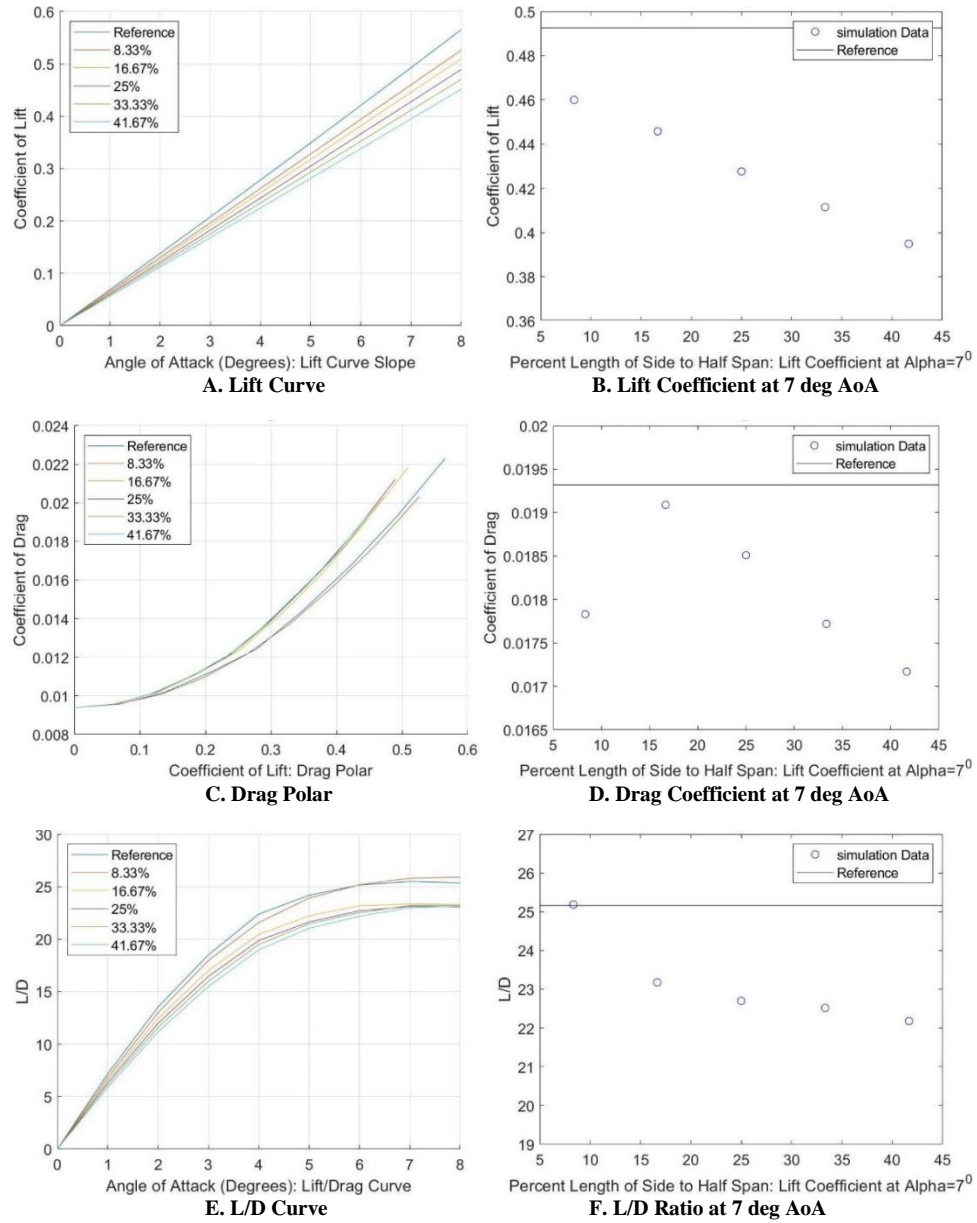 0.6
0.5
0.4
0.3
0.2
0.1
0
Coefficient of Lift
Reference
8.33%
16.67%
25%
33.33%
41.67%
0 1 2 3 4 5 6 7 8
Angle of Attack (Degrees): Lift Curve Slope
A. Lift Curve
0.5
0.48
0.46
0.44
0.42
0.4
0.38
0.36
Coefficient of Lift
simulation Data
Reference
5 10 15 20 25 30 35 40 45
Percent Length of Side to Half Span: Lift Coefficient at Alpha=7⁰
B. Lift Coefficient at 7 deg AoA
0.024
0.022
0.02
0.018
0.016
0.014
0.012
0.01
0.008
Coefficient of Drag
Reference
8.33%
16.67%
25%
33.33%
41.67%
0 0.1 0.2 0.3 0.4 0.5 0.6
Coefficient of Lift: Drag Polar
C. Drag Polar
0.02
0.0195
0.019
0.0185
0.018
0.0175
0.017
0.0165
Coefficient of Drag
simulation Data
Reference
5 10 15 20 25 30 35 40 45
Percent Length of Side to Half Span: Lift Coefficient at Alpha=7⁰
D. Drag Coefficient at 7 deg AoA
30
25
20
15
10
5
0
L/D
Reference
8.33%
16.67%
25%
33.33%
41.67%
0 1 2 3 4 5 6 7 8
Angle of Attack (Degrees): Lift/Drag Curve
E. L/D Curve
27
26
25
24
23
22
21
20
19
L/D
simulation Data
Reference
5 10 15 20 25 30 35 40 45
Percent Length of Side to Half Span: Lift Coefficient at Alpha=7⁰
F. L/D Ratio at 7 deg AoA